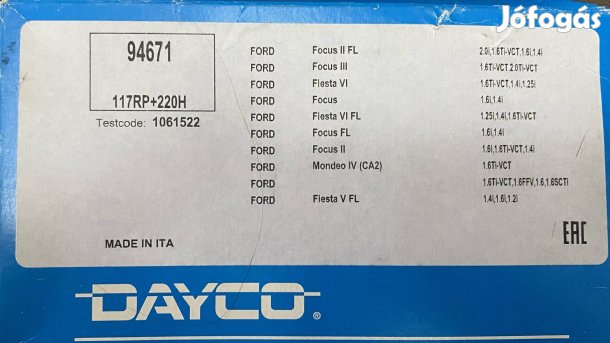 Jófogás
94671
117RP+220H
Testcode: 1061522
FORD Focus II FL 2.0i,1.6Ti-VCT,1.6i,1.4i
FORD Focus III 1.6Ti-VCT,2.0Ti-VCT
FORD Fiesta VI 1.6Ti-VCT,1.4i,1.25i
FORD Focus 1.6i,1.4i
FORD Fiesta VI FL 1.25i,1.4i,1.6Ti-VCT
FORD Focus FL 1.6i,1.4i
FORD Focus II 1.6i,1.6Ti-VCT,1.4i
FORD Mondeo IV (CA2) 1.6Ti-VCT
FORD 1.6Ti-VCT,1.6FFV,1.6,1.6SCTi
FORD Fiesta V FL 1.4i,1.6i,1.2i
MADE IN ITA
EAC
DAYCO®.